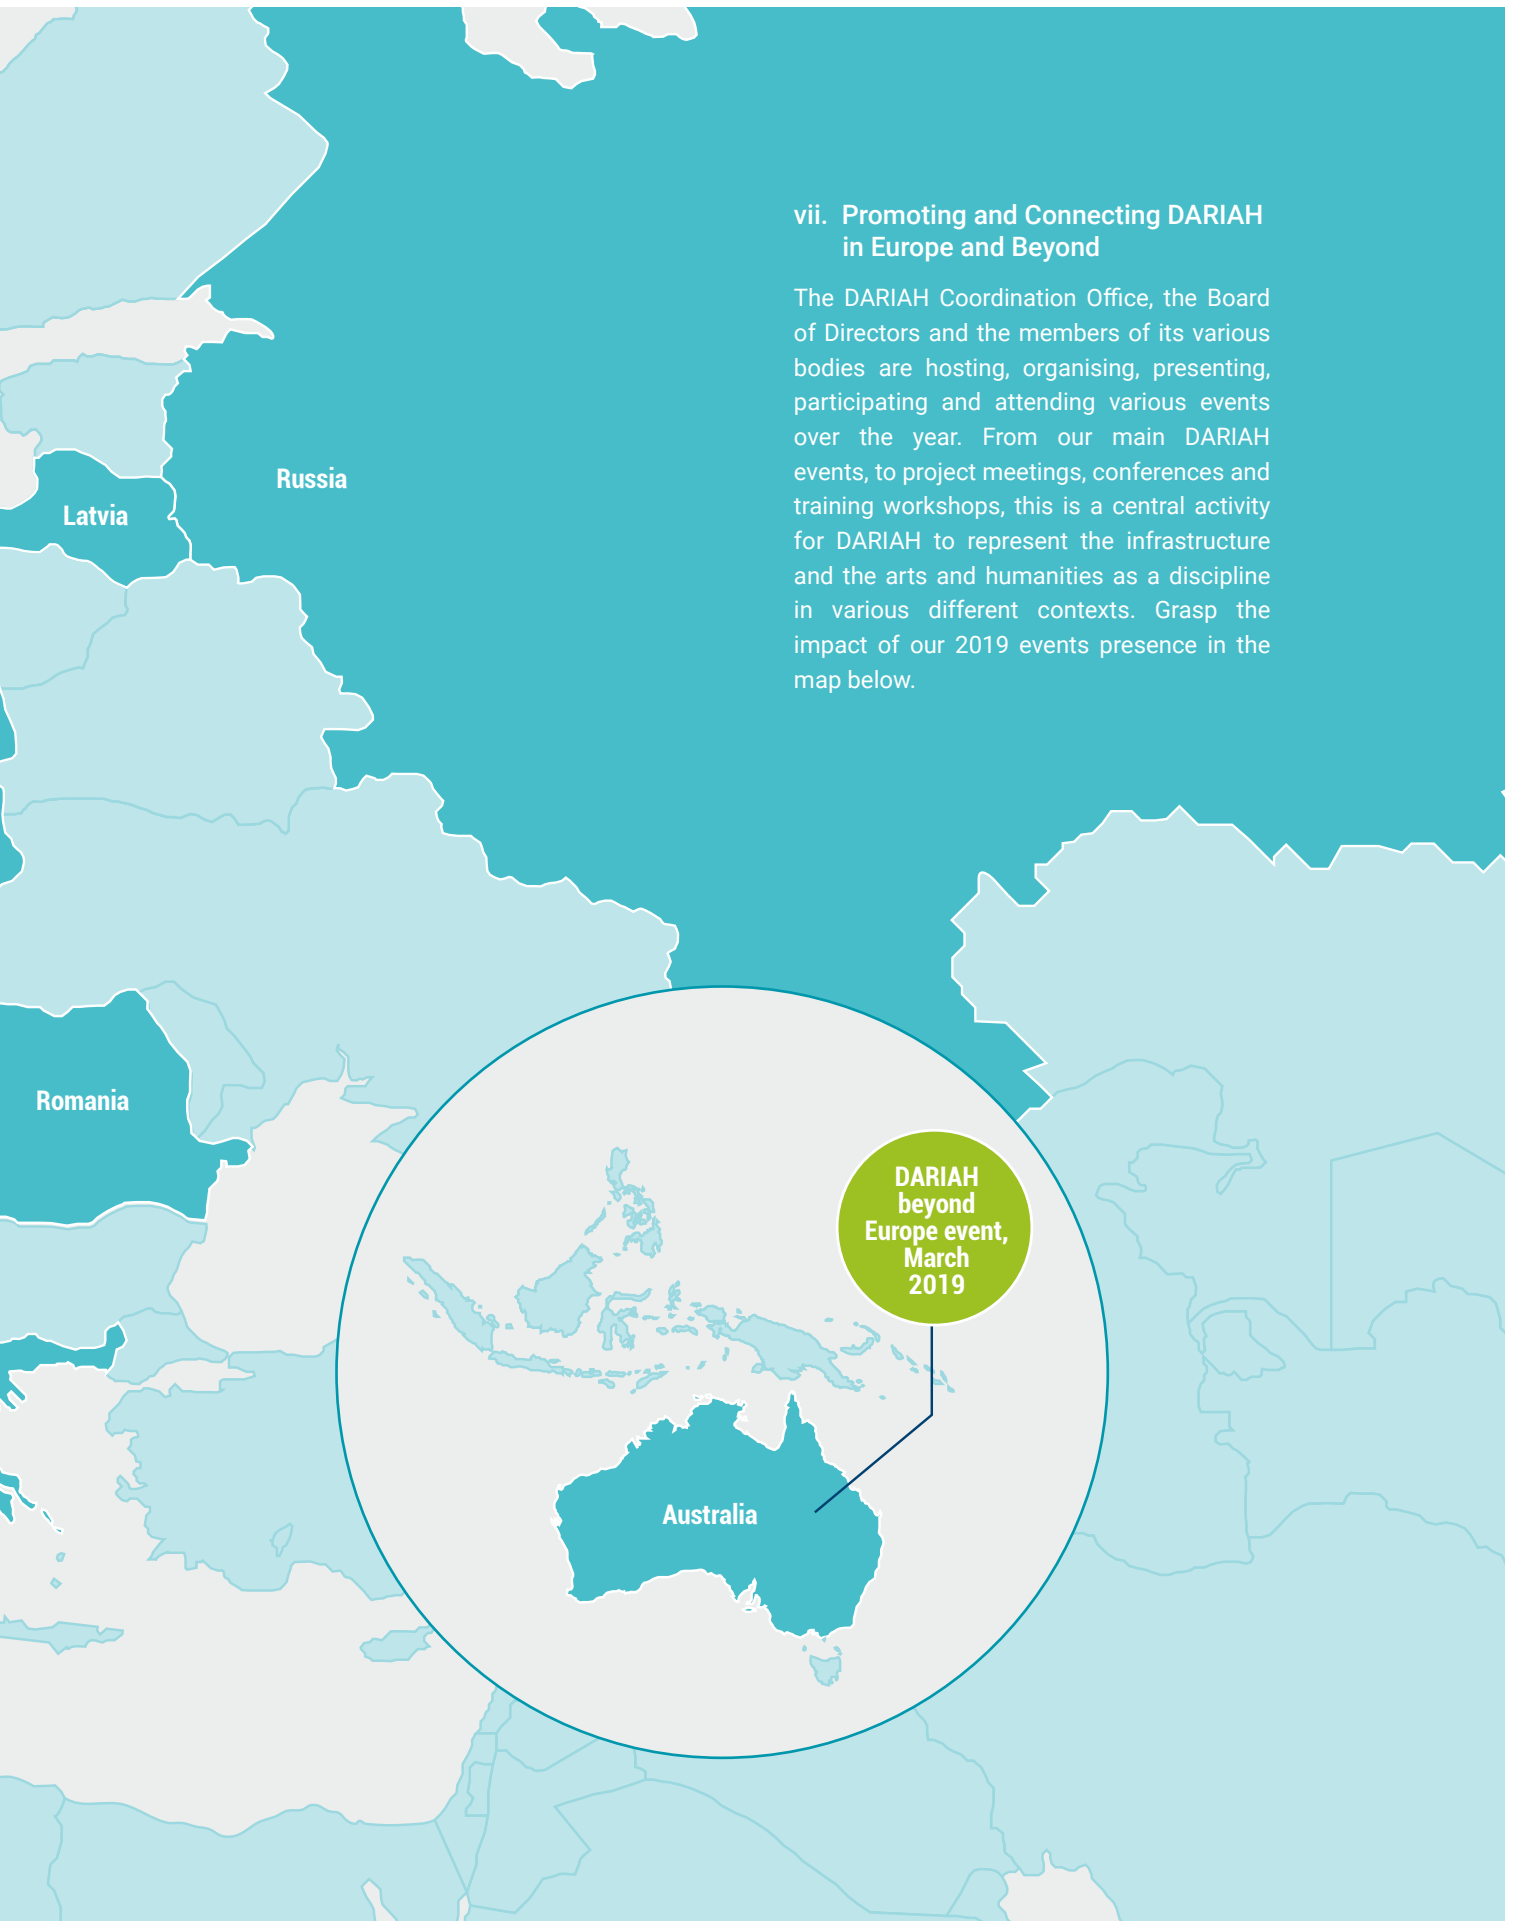 vii. Promoting and Connecting DARIAH
in Europe and Beyond
The DARIAH Coordination Office, the Board
of Directors and the members of its various
bodies are hosting, organising, presenting,
participating and attending various events
over the year. From our main DARIAH
events, to project meetings, conferences and
training workshops, this is a central activity
for DARIAH to represent the infrastructure
and the arts and humanities as a discipline
in various different contexts. Grasp the
impact of our 2019 events presence in the
map below.
Russia
Latvia
Romania
DARIAH
beyond
Europe event,
March
2019
Australia